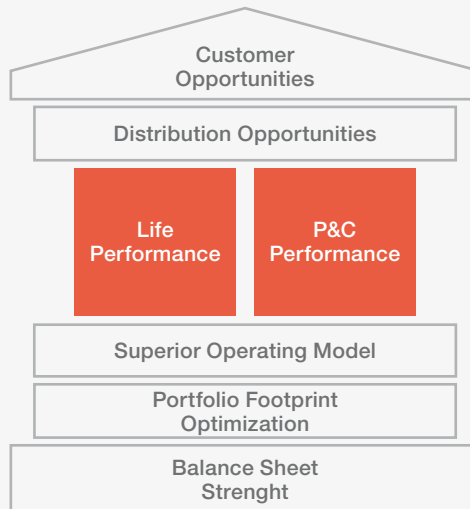 Customer
Opportunities
Distribution Opportunities
Life
Performance
P&C
Performance
Superior Operating Model
Portfolio Footprint
Optimization
Balance Sheet
Strenght